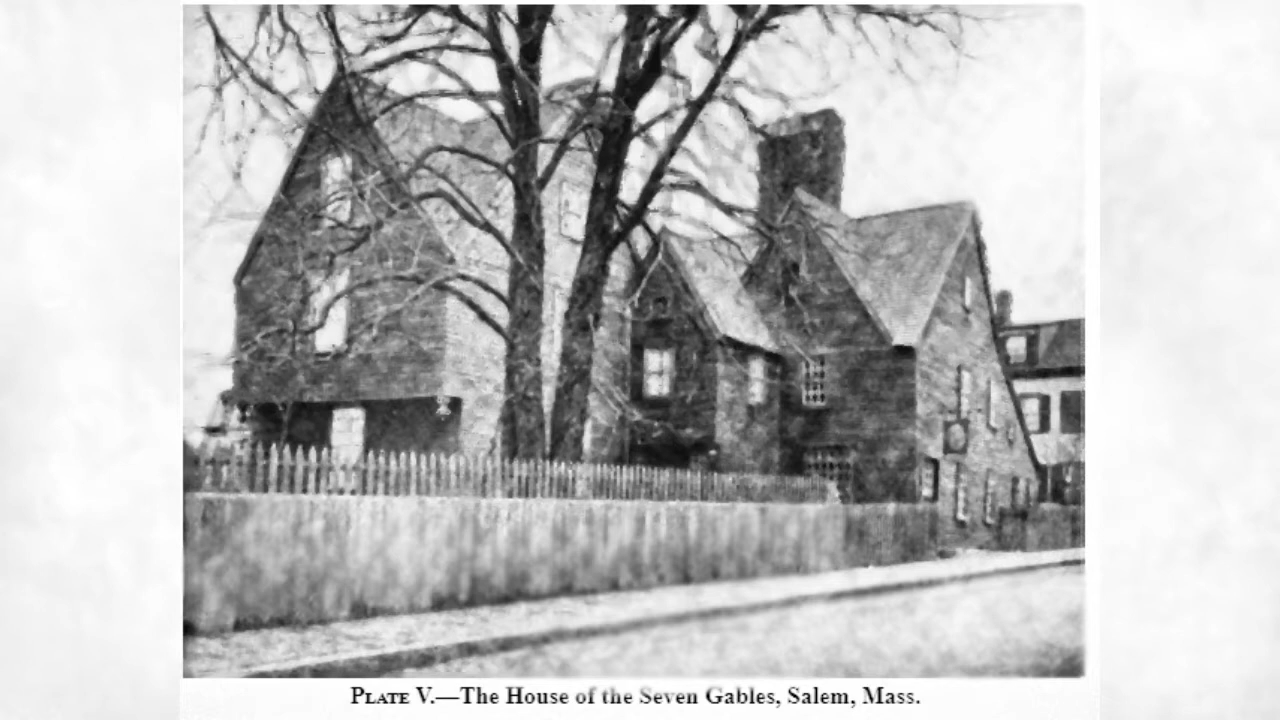 Plate V.—The House of the Seven Gables, Salem, Mass.